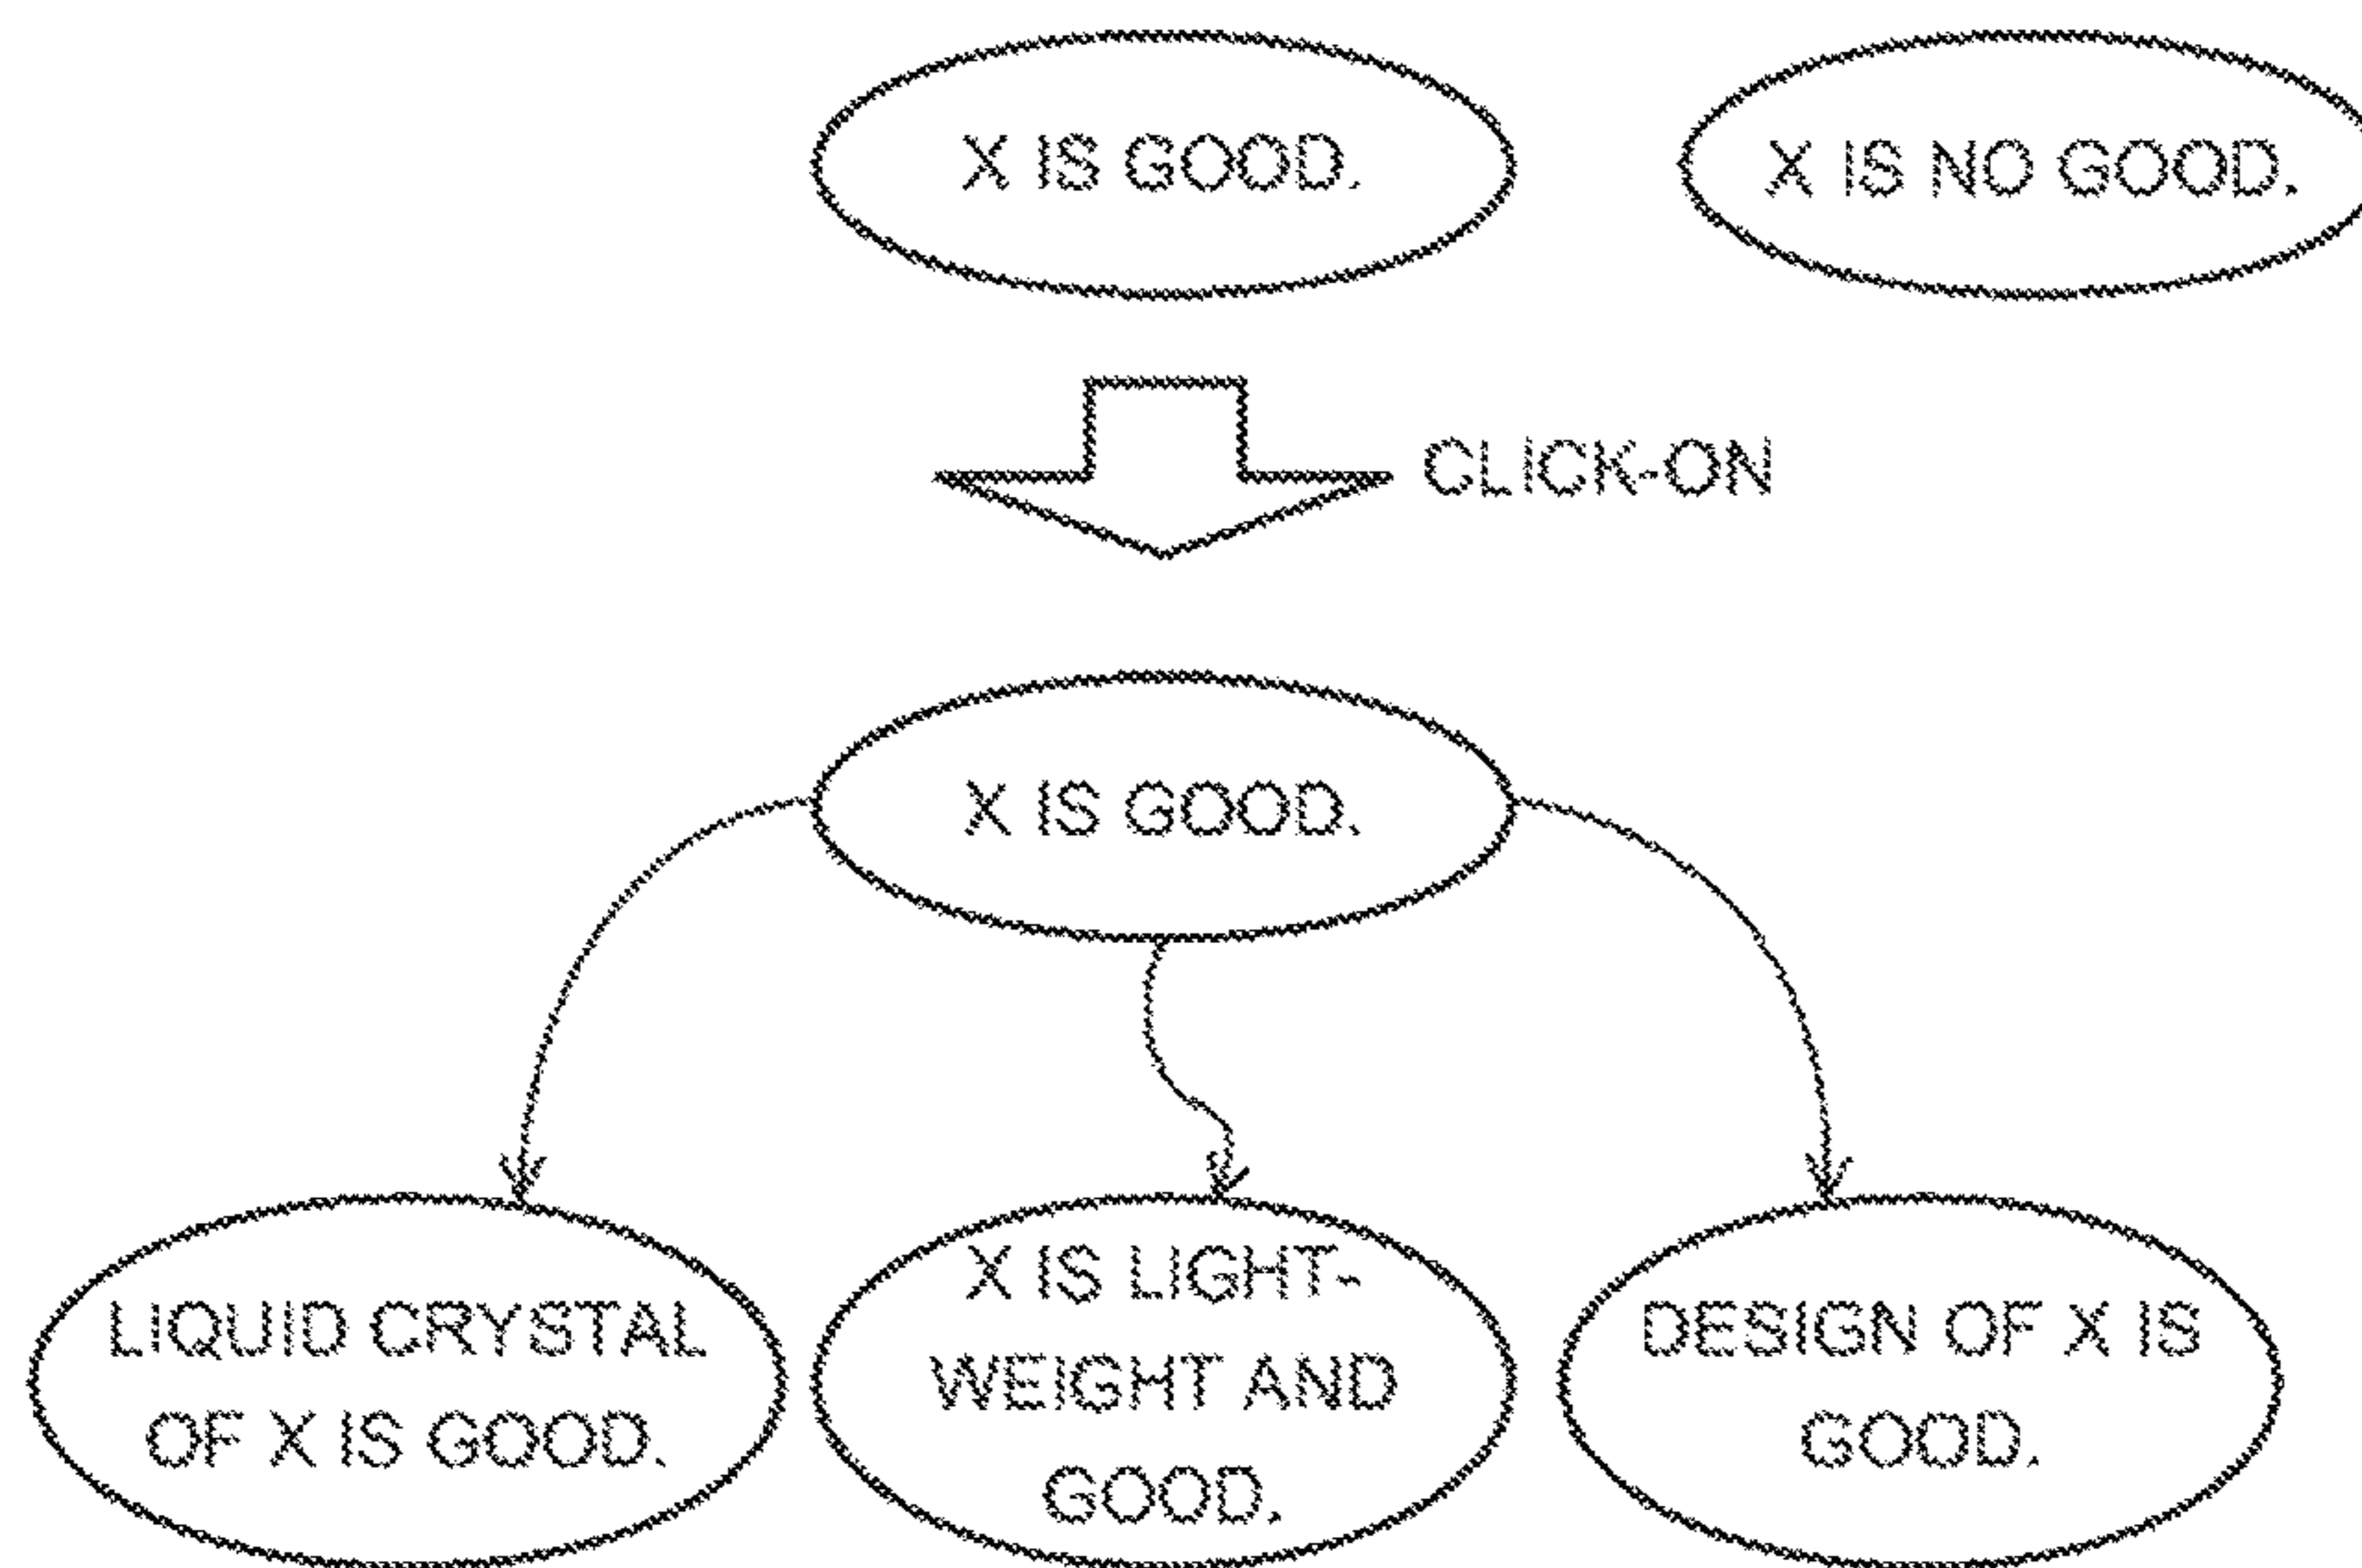 X IS GOOD.
X IS NO GOOD.
CLICK-ON
X IS GOOD.
LIQUID CRYSTAL
OF X IS GOOD.
X IS LIGHT-
WEIGHT AND
GOOD.
DESIGN OF X IS
GOOD.